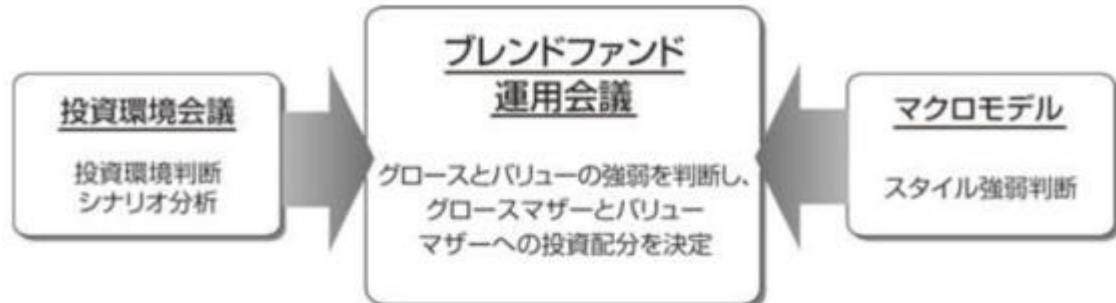 投資環境会議
投資環境判断
シナリオ分析
ブレンドファンド
運用会議
グロースとバリューの強弱を判断し、
グロースマザーとバリュー
マザーへの投資配分を決定
マクロモデル
スタイル強弱判断